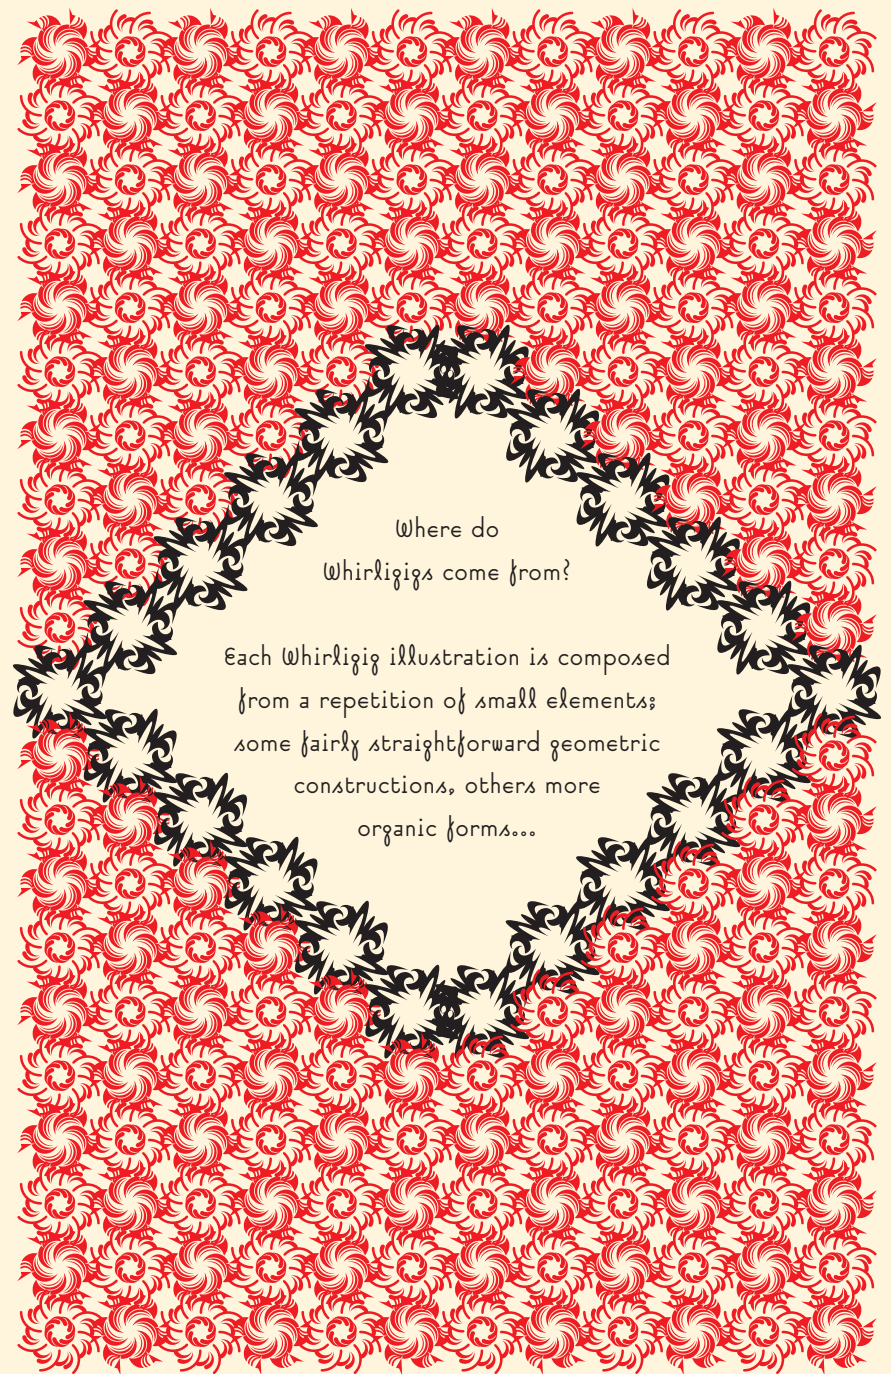 Where do
Whirligigs come from?
Each Whirligig illustration is composed
from a repetition of small elements;
some fairly straightforward geometric
constructions, others more
organic forms...